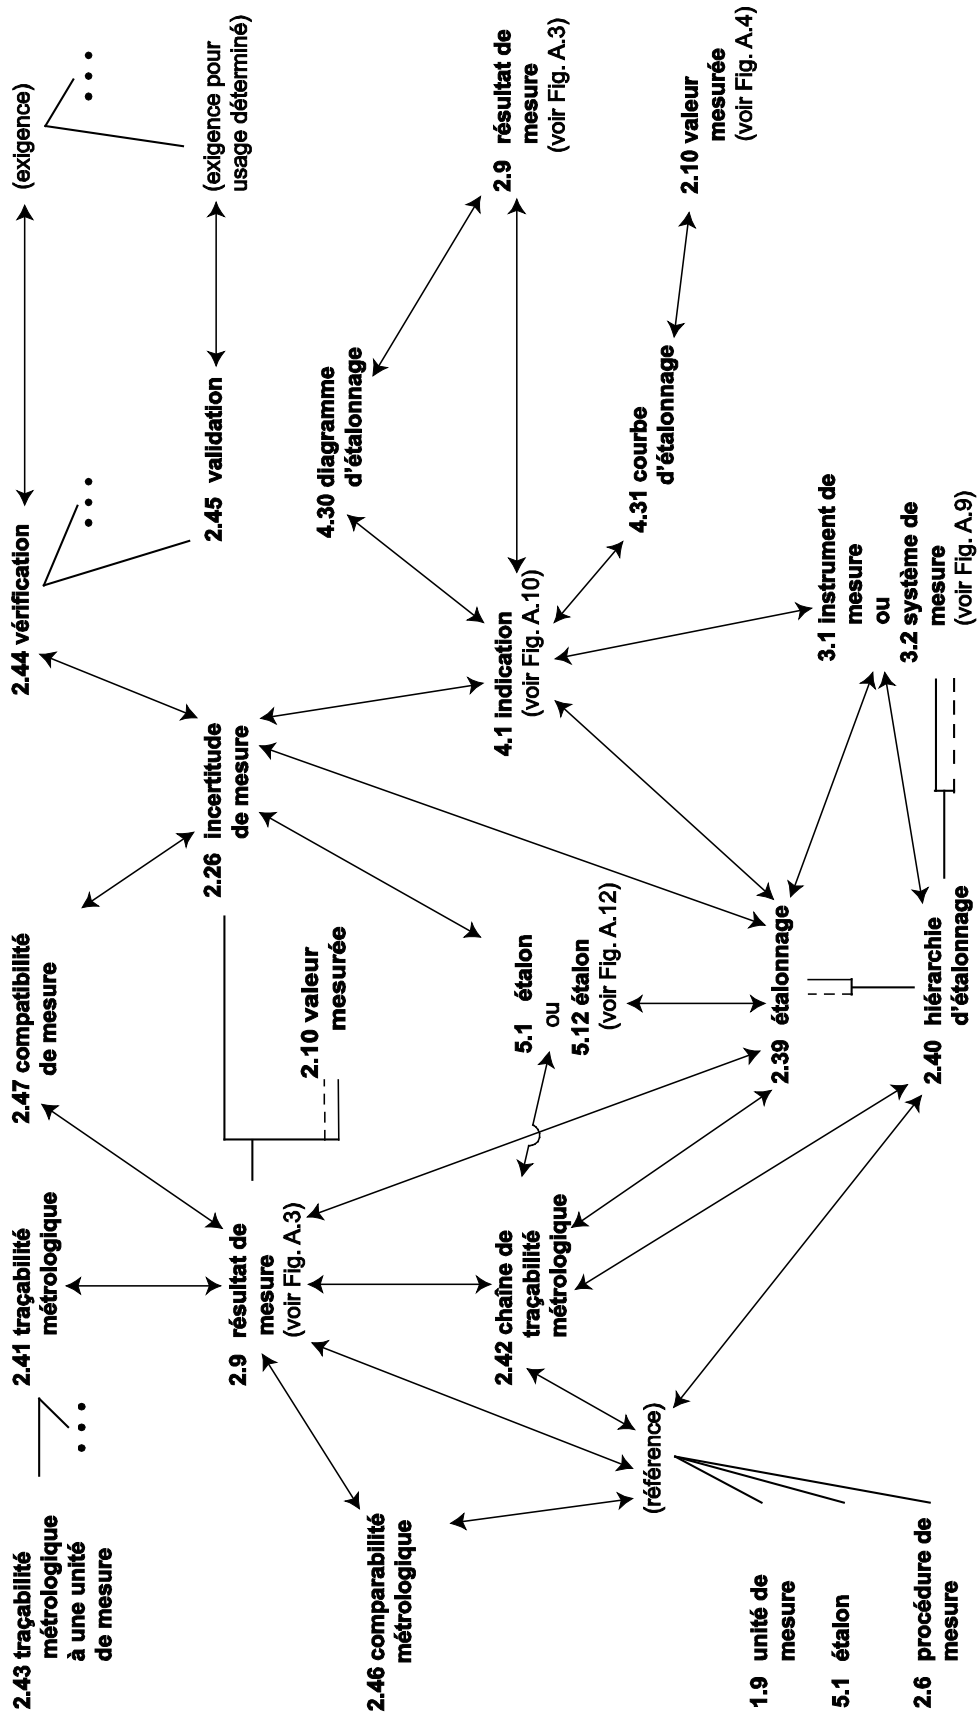 2.43 traçabilité
métrologique
à une unité
de mesure
2.41 traçabilité
métrologique
2.47 compatibilité
de mesure
2.44 vérification
(exigence)
2.9 résultat de
mesure
(voir Fig. A.3)
2.10 valeur
mesurée
2.26 incertitude
de mesure
2.45 validation
(exigence pour
usage déterminé)
2.46 comparabilité
métrologique
4.30 diagramme
d'étalonnage
2.42 chaîne de
traçabilité
métrologique
5.1 étalon
ou
5.12 étalon
(voir Fig. A.12)
4.1 indication
(voir Fig. A.10)
2.9 résultat de
mesure
(voir Fig. A.3)
(référence)
4.31 courbe
d'étalonnage
2.10 valeur
mesurée
(voir Fig. A.4)
1.9 unité de
mesure
5.1 étalon
2.6 procédure de
mesure
2.39 étalonnage
2.40 hiérarchie
d'étalonnage
3.1 instrument de
mesure
ou
3.2 système de
mesure
(voir Fig. A.9)